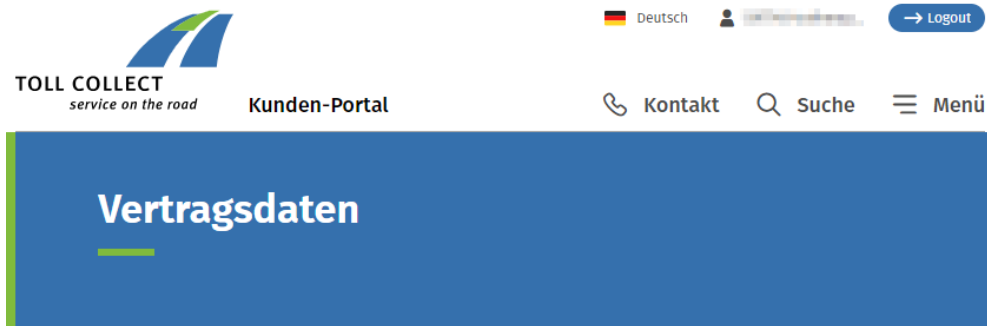 Deutsch
Logout
TOLL COLLECT
service on the road
Kunden-Portal
Kontakt
Suche
Menü
Vertragsdaten